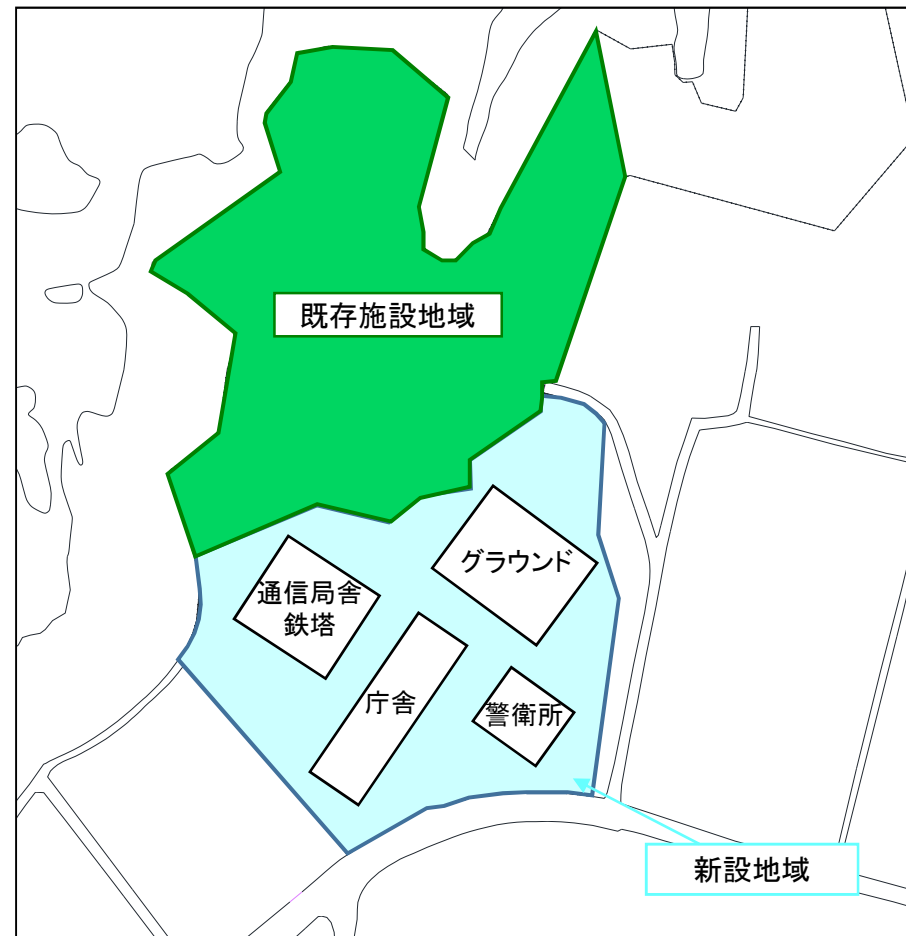 既存施設地域
グラウンド
通信局舎
鉄塔
庁舎
警衛所
新設地域